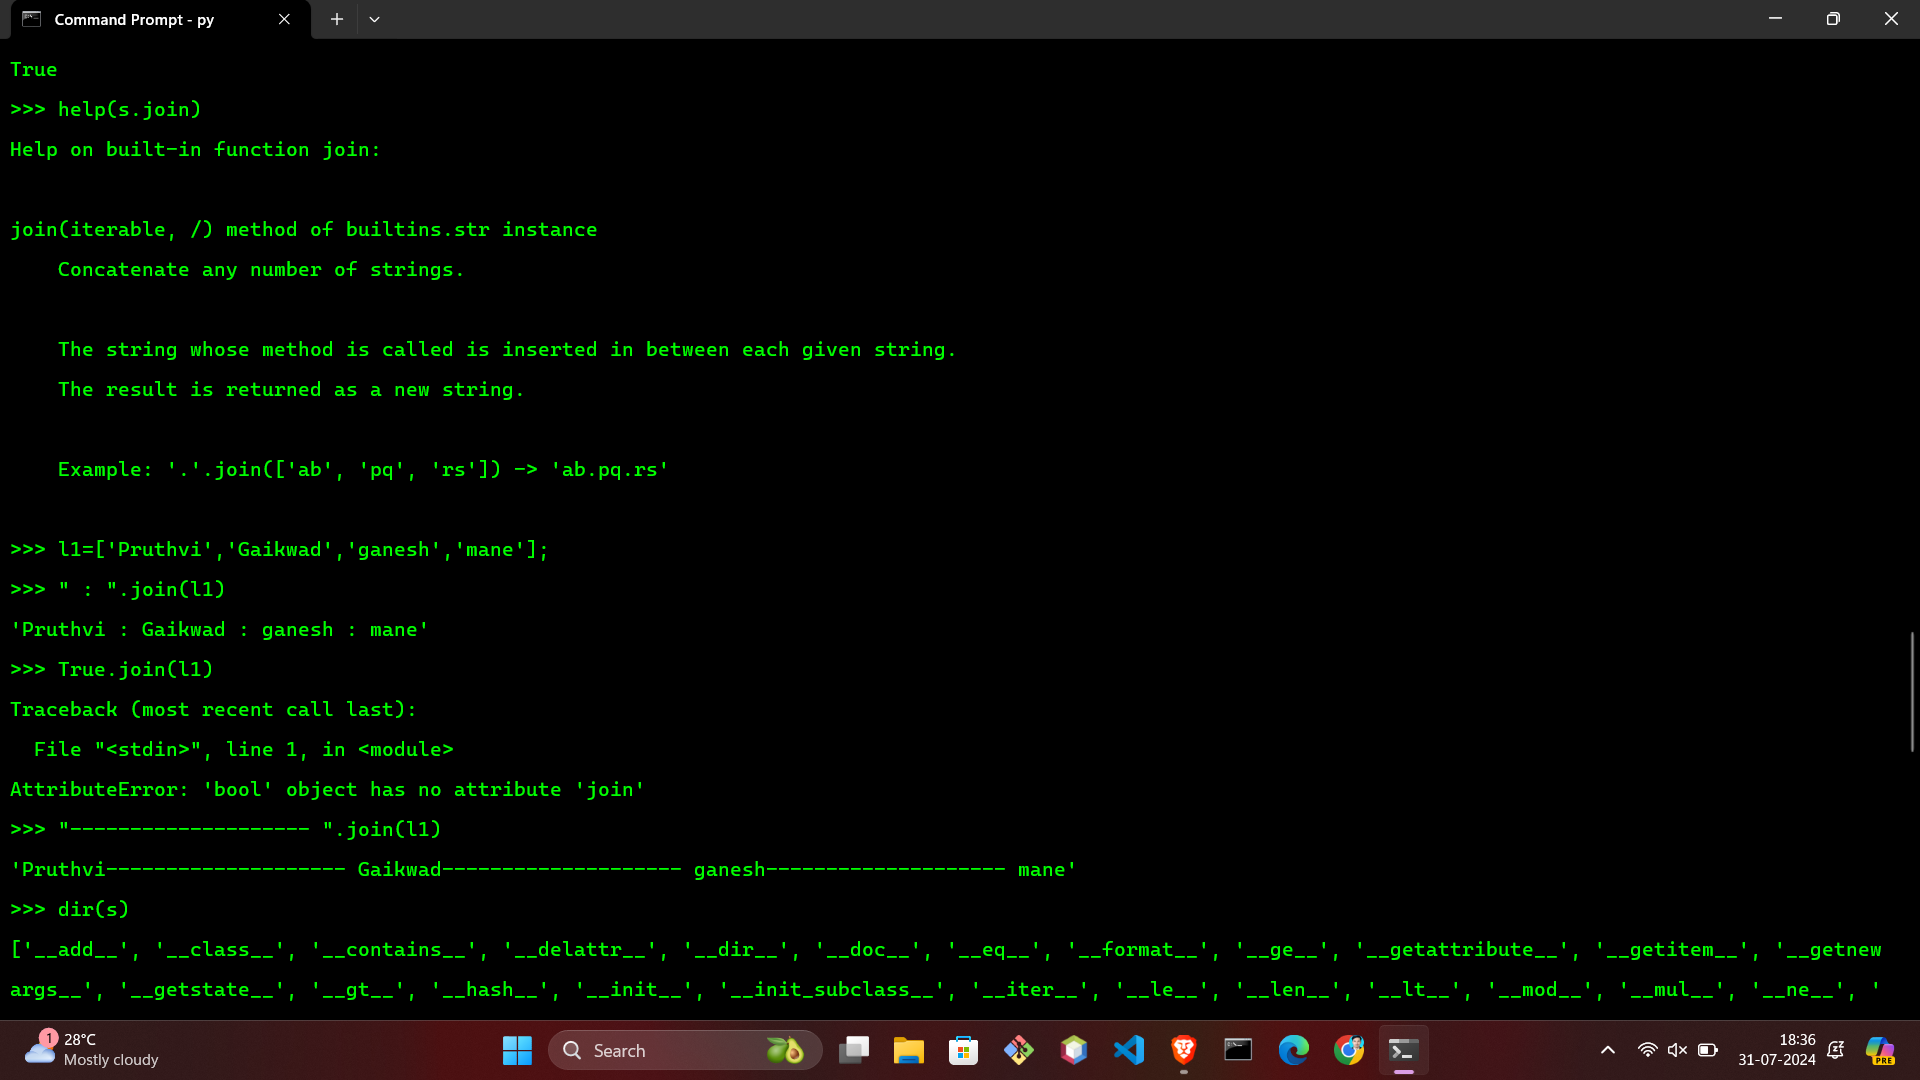 Command Prompt - py
True
>>> help(s.join)
Help on built-in function join:
join(iterable, /) method of builtins.str instance
    Concatenate any number of strings.
    The string whose method is called is inserted in between each given string.
    The result is returned as a new string.
    Example: '.'.join(['ab', 'pq', 'rs']) -> 'ab.pq.rs'
>>> l1=['Pruthvi','Gaikwad','ganesh','mane'];
>>> " : ".join(l1)
'Pruthvi : Gaikwad : ganesh : mane'
>>> True.join(l1)
Traceback (most recent call last):
  File "<stdin>", line 1, in <module>
AttributeError: 'bool' object has no attribute 'join'
>>> "-------------------- ".join(l1)
'Pruthvi-------------------- Gaikwad-------------------- ganesh-------------------- mane'
>>> dir(s)
['__add__', '__class__', '__contains__', '__delattr__', '__dir__', '__doc__', '__eq__', '__format__', '__ge__', '__getattribute__', '__getitem__', '__getnew
args__', '__getstate__', '__gt__', '__hash__', '__init__', '__init_subclass__', '__iter__', '__le__', '__len__', '__lt__', '__mod__', '__mul__', '__ne__', '
1
28°C
Mostly cloudy
Search
18:36
31-07-2024
PRE